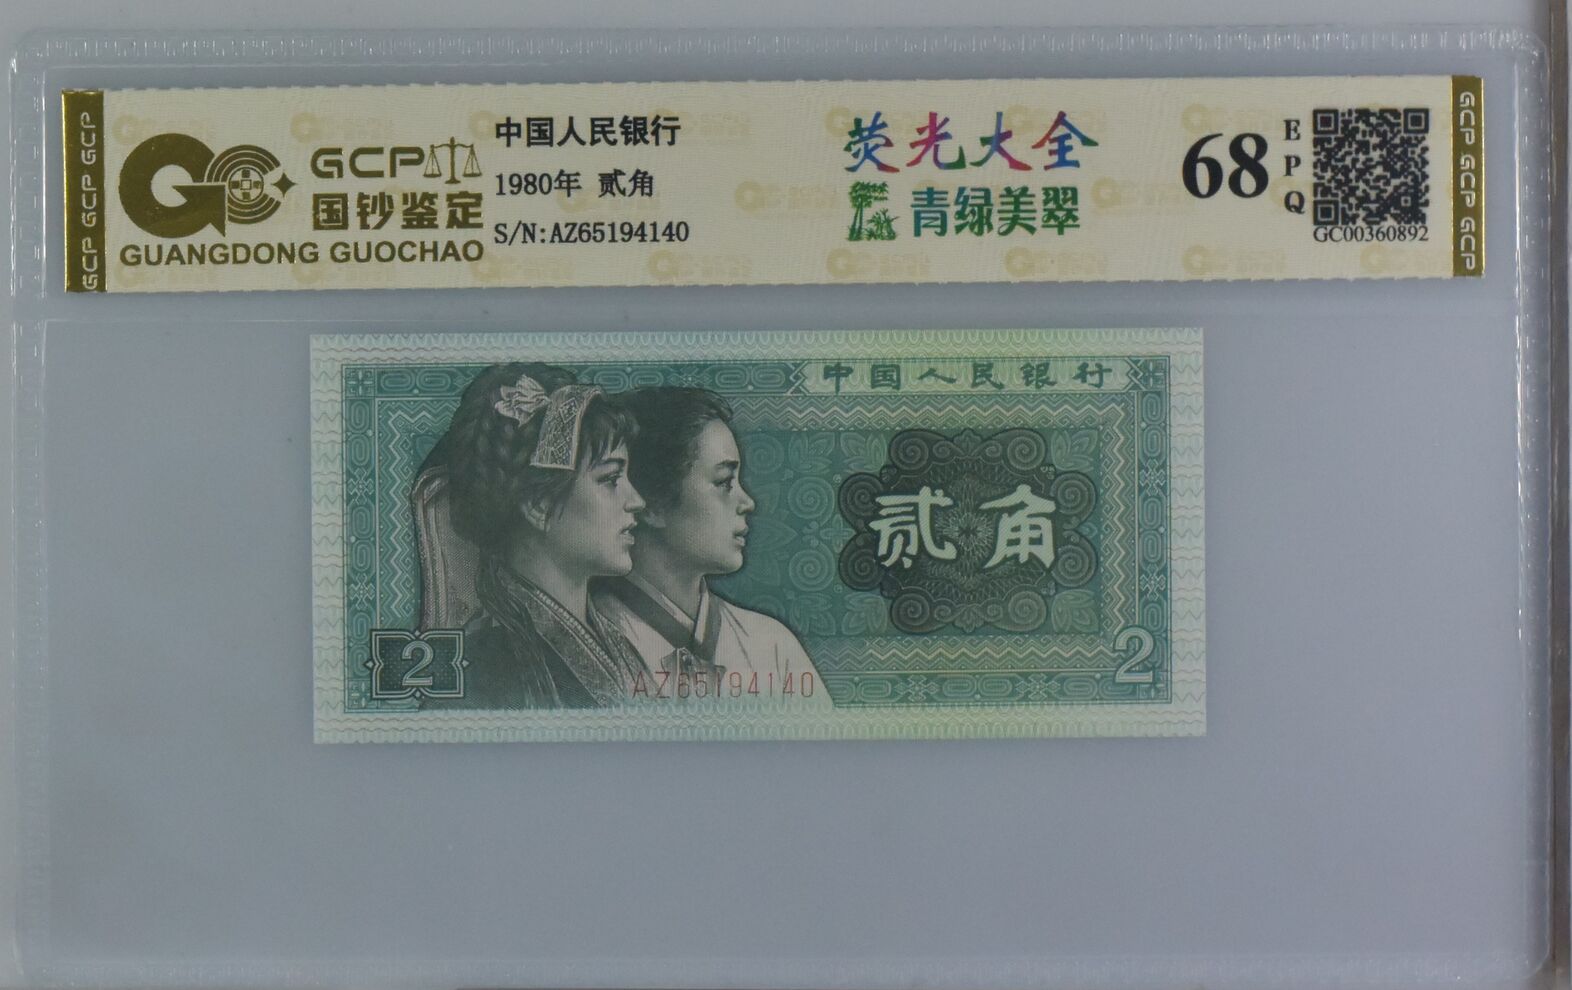 GCP GCP GCP
GCP
国钞鉴定
GUANGDONG GUOCHAO
中国人民银行
1980年 贰角
S/N:AZ65194140
荧光大全
青绿美翠
68
EPQ
GC00360892
GCP GCP GCP
中国人民银行
贰角
2
2
AZ65194140